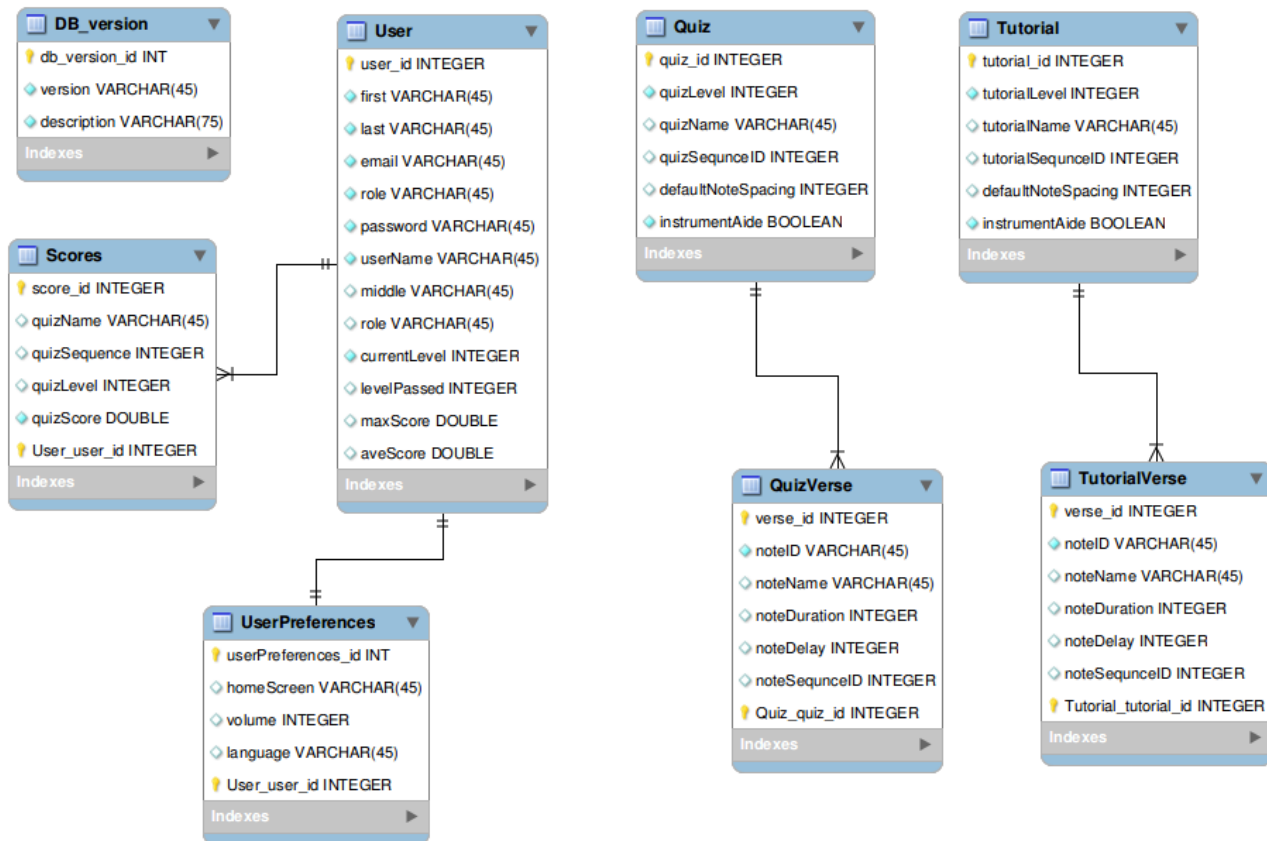 DB_version
db_version_id INT
version VARCHAR(45)
description VARCHAR(75)
Indexes
User
user_id INTEGER
first VARCHAR(45)
last VARCHAR(45)
email VARCHAR(45)
role VARCHAR(45)
password VARCHAR(45)
userName VARCHAR(45)
middle VARCHAR(45)
role VARCHAR(45)
currentLevel INTEGER
levelPassed INTEGER
maxScore DOUBLE
aveScore DOUBLE
Indexes
Quiz
quiz_id INTEGER
quizLevel INTEGER
quizName VARCHAR(45)
quizSequnceID INTEGER
defaultNoteSpacing INTEGER
instrumentAide BOOLEAN
Indexes
Tutorial
tutorial_id INTEGER
tutorialLevel INTEGER
tutorialName VARCHAR(45)
tutorialSequnceID INTEGER
defaultNoteSpacing INTEGER
instrumentAide BOOLEAN
Indexes
Scores
score_id INTEGER
quizName VARCHAR(45)
quizSequence INTEGER
quizLevel INTEGER
quizScore DOUBLE
User_user_id INTEGER
Indexes
UserPreferences
userPreferences_id INT
homeScreen VARCHAR(45)
volume INTEGER
language VARCHAR(45)
User_user_id INTEGER
Indexes
QuizVerse
verse_id INTEGER
noteID VARCHAR(45)
noteName VARCHAR(45)
noteDuration INTEGER
noteDelay INTEGER
noteSequnceID INTEGER
Quiz_quiz_id INTEGER
Indexes
TutorialVerse
verse_id INTEGER
noteID VARCHAR(45)
noteName VARCHAR(45)
noteDuration INTEGER
noteDelay INTEGER
noteSequnceID INTEGER
Tutorial_tutorial_id INTEGER
Indexes